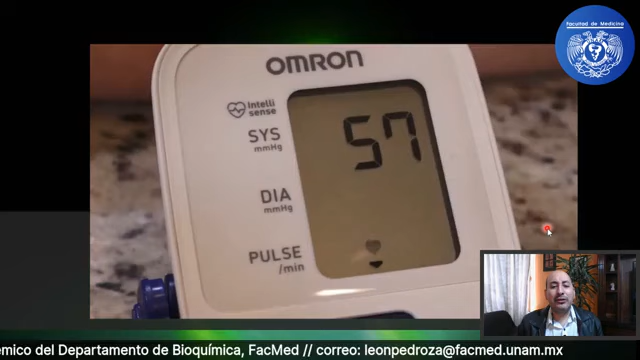 Facultad de Medicina
OMRON
Intelli
sense
SYS
mmHg
57
DIA
mmHg
PULSE
/min
émico del Departamento de Bioquímica, FacMed // correo: leonpedroza@facmed.unam.mx